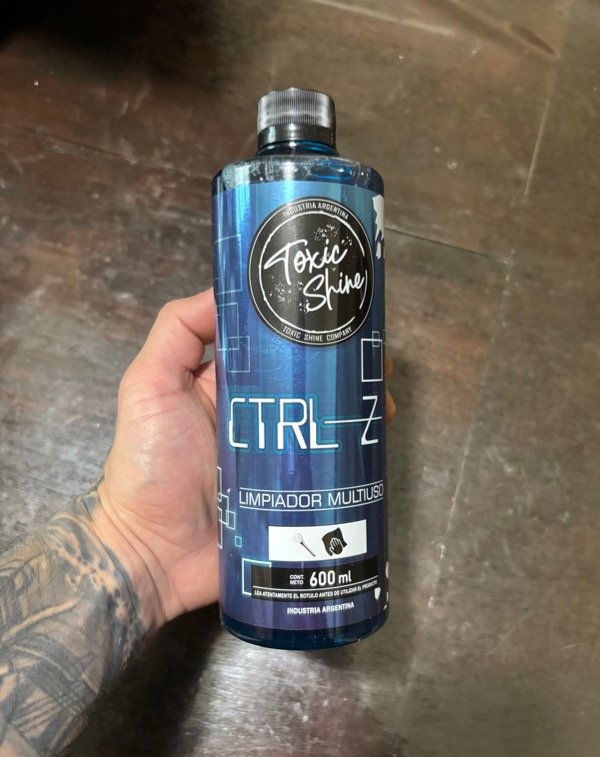 INDUSTRIA ARGENTINA
Toxic
Shine
TOXIC SHINE COMPANY
CTRL-Z
LIMPIADOR MULTIUSO
CONT.
NETO
600 ml
LEA ATENTAMENTE EL ROTULO ANTES DE UTILIZAR EL PRODUCTO
INDUSTRIA ARGENTINA